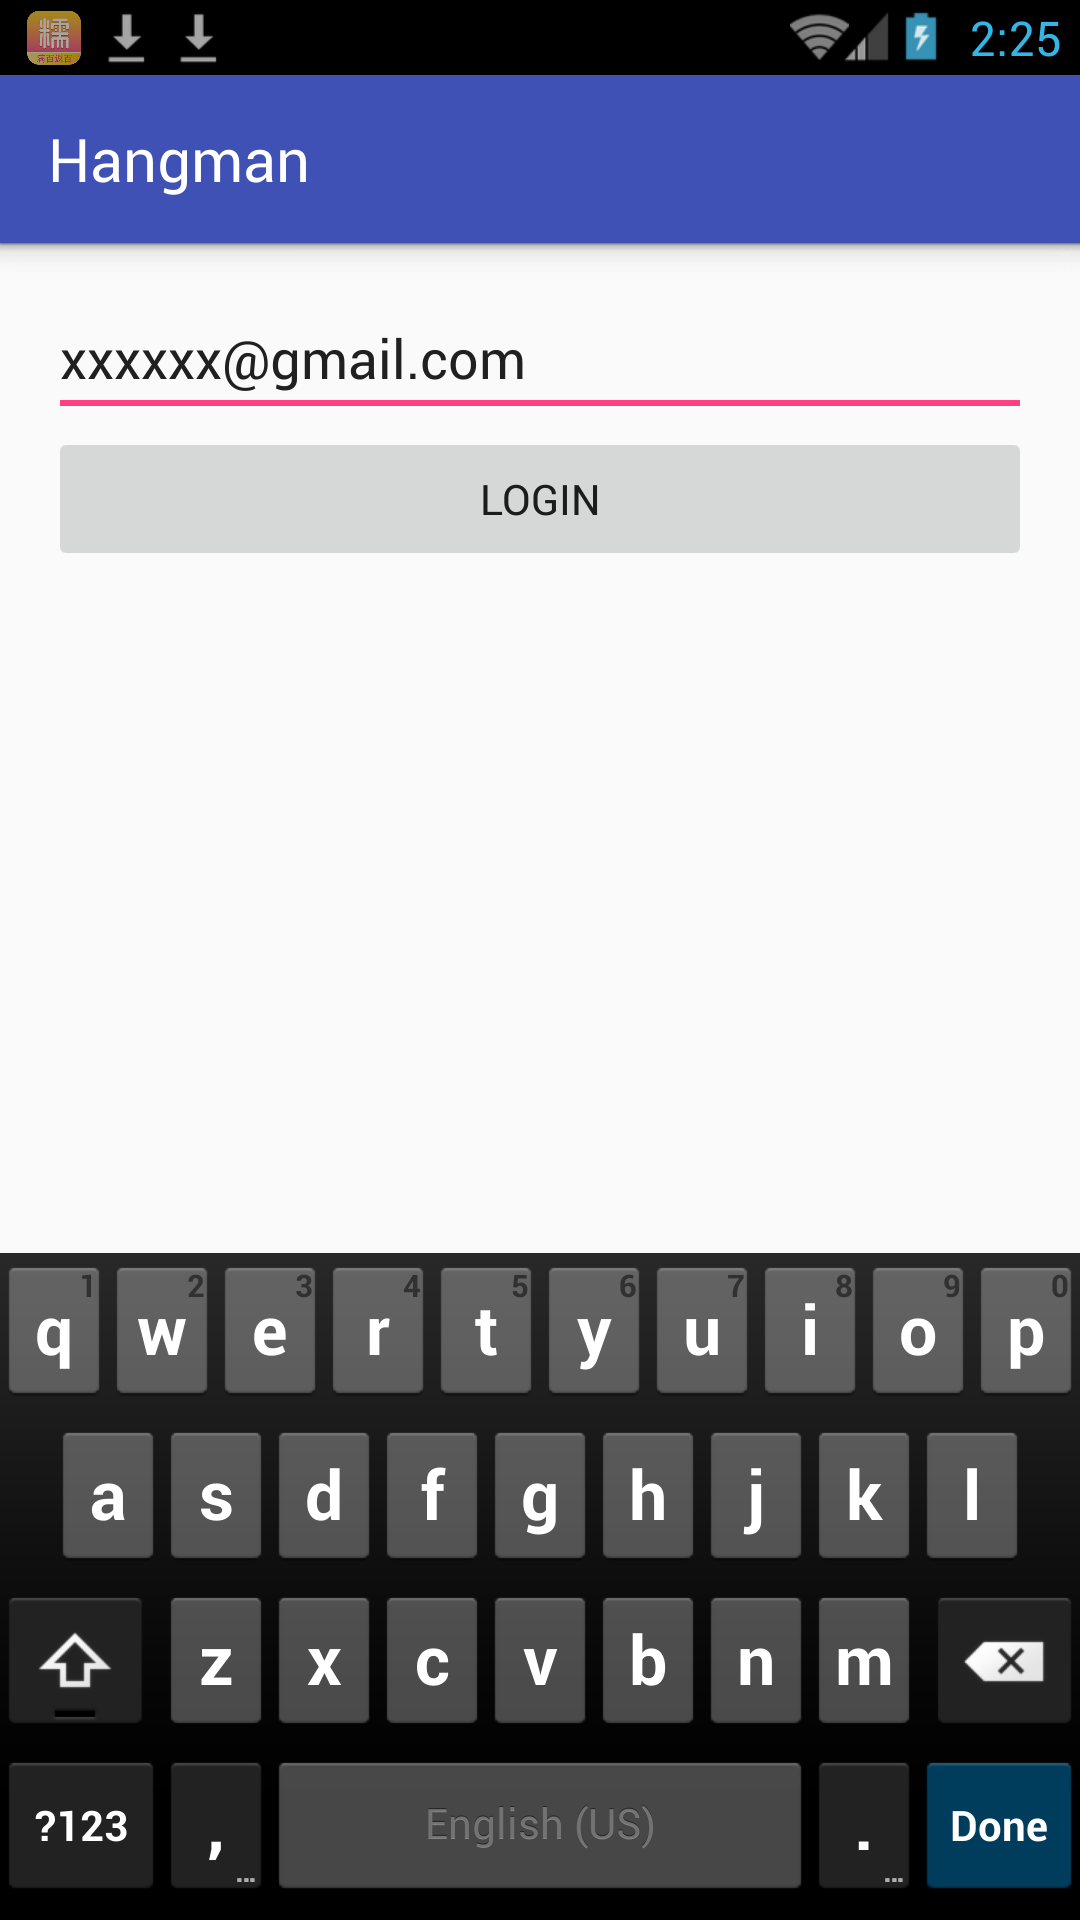 糯
2:25
Hangman
xxxxxx@gmail.com
LOGIN
1 2 3 4 5 6 7 8 9 0
q w e r t y u i o p
a s d f g h j k l
z x c v b n m
?123 , ... English (US) . ... Done